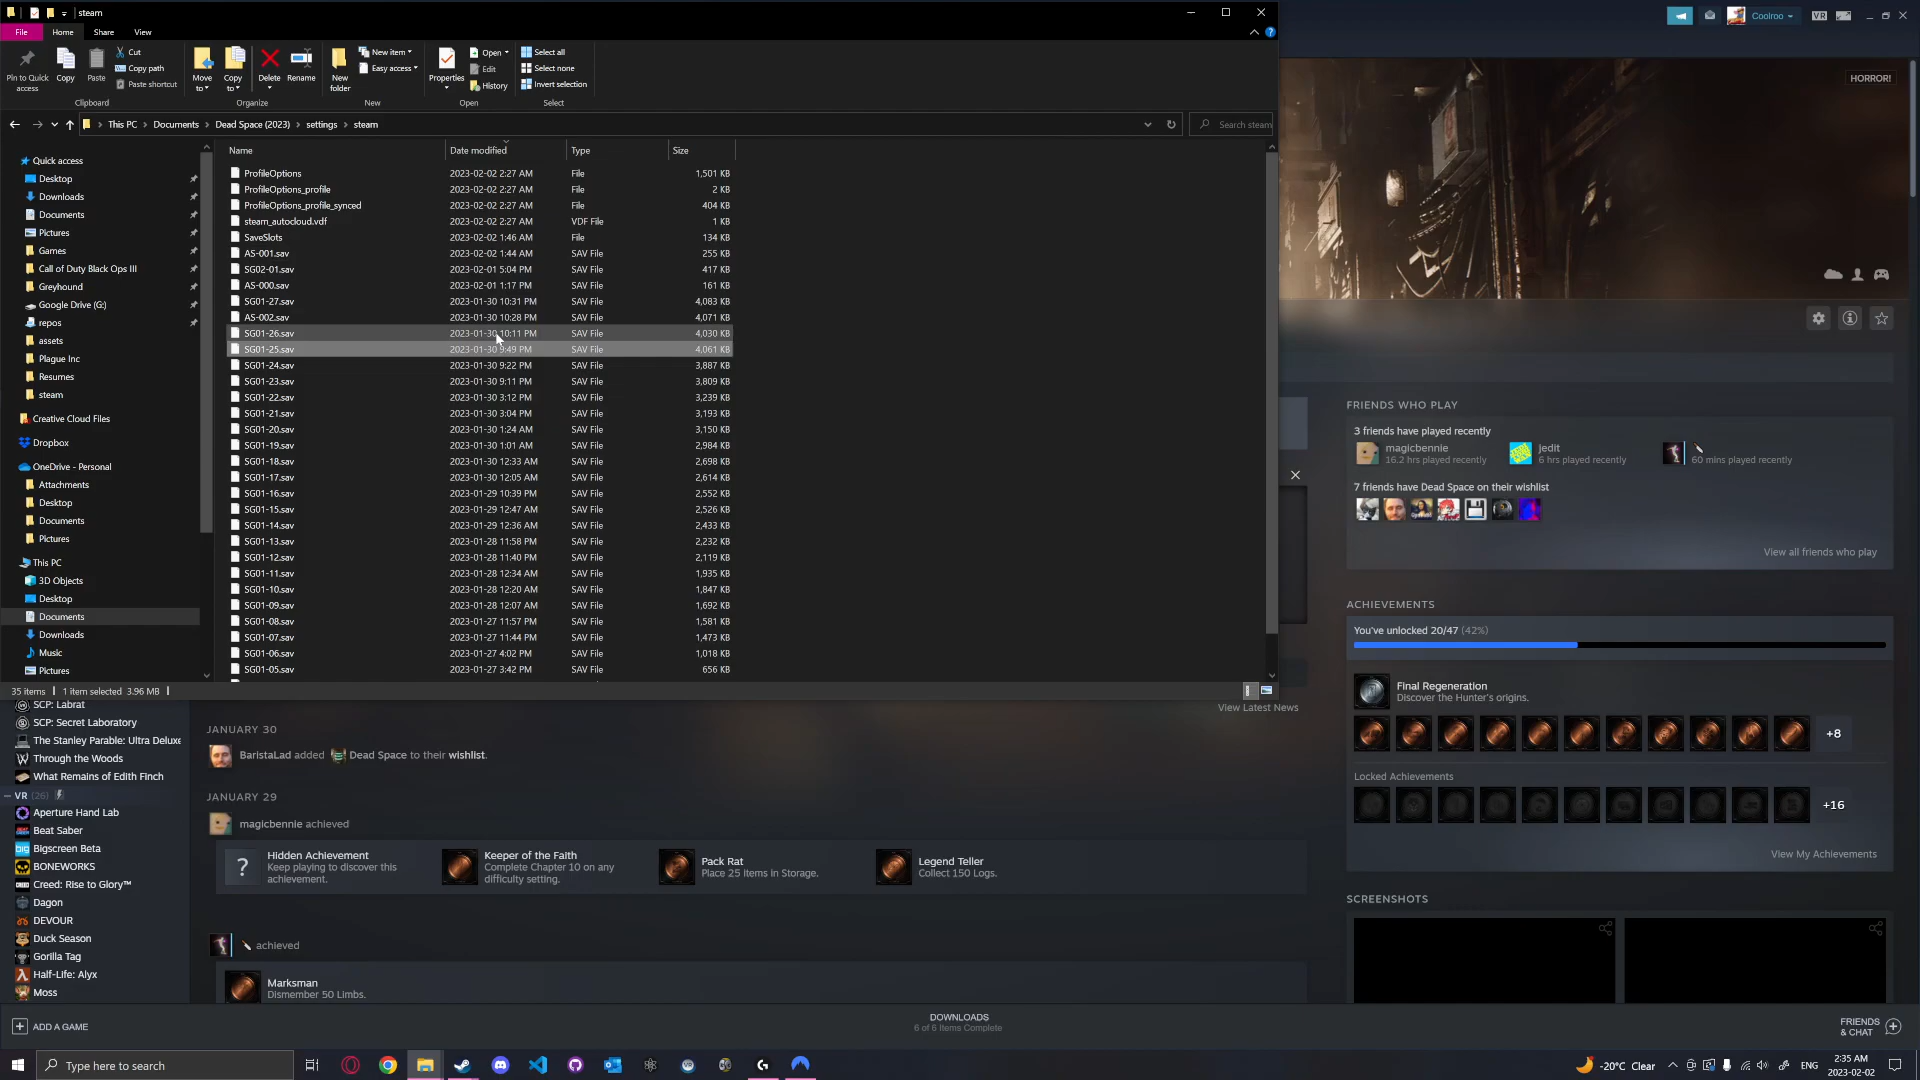 steam
File Home Share View
Pin to Quick access
Copy
Paste
Cut
Copy path
Paste shortcut
Clipboard
Move to
Copy to
Delete
Rename
Organize
New folder
New item
Easy access
New
Properties
Open
Edit
History
Open
Select all
Select none
Invert selection
Select
This PC > Documents > Dead Space (2023) > settings > steam
Search steam
Quick access
Desktop
Downloads
Documents
Pictures
Games
Call of Duty Black Ops III
Greyhound
Google Drive (G:)
repos
assets
Plague Inc
Resumes
steam
Creative Cloud Files
Dropbox
OneDrive - Personal
Attachments
Desktop
Documents
Pictures
This PC
3D Objects
Desktop
Documents
Downloads
Music
Pictures
Name Date modified Type Size
ProfileOptions 2023-02-02 2:27 AM File 1,501 KB
ProfileOptions_profile 2023-02-02 2:27 AM File 2 KB
ProfileOptions_profile_synced 2023-02-02 2:27 AM File 404 KB
steam_autocloud.vdf 2023-02-02 2:27 AM VDF File 1 KB
SaveSlots 2023-02-02 1:46 AM File 134 KB
AS-001.sav 2023-02-02 1:44 AM SAV File 255 KB
SG02-01.sav 2023-02-01 5:04 PM SAV File 417 KB
AS-000.sav 2023-02-01 1:17 PM SAV File 161 KB
SG01-27.sav 2023-01-30 10:31 PM SAV File 4,083 KB
AS-002.sav 2023-01-30 10:28 PM SAV File 4,071 KB
SG01-26.sav 2023-01-30 10:11 PM SAV File 4,030 KB
SG01-25.sav 2023-01-30 9:49 PM SAV File 4,061 KB
SG01-24.sav 2023-01-30 9:22 PM SAV File 3,887 KB
SG01-23.sav 2023-01-30 9:11 PM SAV File 3,809 KB
SG01-22.sav 2023-01-30 3:12 PM SAV File 3,239 KB
SG01-21.sav 2023-01-30 3:04 PM SAV File 3,193 KB
SG01-20.sav 2023-01-30 1:24 AM SAV File 3,150 KB
SG01-19.sav 2023-01-30 1:01 AM SAV File 2,984 KB
SG01-18.sav 2023-01-30 12:33 AM SAV File 2,698 KB
SG01-17.sav 2023-01-30 12:05 AM SAV File 2,614 KB
SG01-16.sav 2023-01-29 10:39 PM SAV File 2,552 KB
SG01-15.sav 2023-01-29 12:47 AM SAV File 2,526 KB
SG01-14.sav 2023-01-29 12:36 AM SAV File 2,433 KB
SG01-13.sav 2023-01-28 11:58 PM SAV File 2,232 KB
SG01-12.sav 2023-01-28 11:40 PM SAV File 2,119 KB
SG01-11.sav 2023-01-28 12:34 AM SAV File 1,935 KB
SG01-10.sav 2023-01-28 12:20 AM SAV File 1,847 KB
SG01-09.sav 2023-01-28 12:07 AM SAV File 1,692 KB
SG01-08.sav 2023-01-27 11:57 PM SAV File 1,581 KB
SG01-07.sav 2023-01-27 11:44 PM SAV File 1,473 KB
SG01-06.sav 2023-01-27 4:02 PM SAV File 1,018 KB
SG01-05.sav 2023-01-27 3:42 PM SAV File 656 KB
35 items 1 item selected 3.96 MB
Coolroo
VR
HORROR!
FRIENDS WHO PLAY
3 friends have played recently
magicbennie
16.2 hrs played recently
jedit
6 hrs played recently
60 mins played recently
7 friends have Dead Space on their wishlist
View all friends who play
ACHIEVEMENTS
You've unlocked 20/47 (42%)
Final Regeneration
Discover the Hunter's origins.
+8
Locked Achievements
+16
View My Achievements
SCREENSHOTS
SCP: Labrat
SCP: Secret Laboratory
The Stanley Parable: Ultra Deluxe
Through the Woods
What Remains of Edith Finch
VR (26)
Aperture Hand Lab
Beat Saber
Bigscreen Beta
BONEWORKS
Creed: Rise to Glory™
Dagon
DEVOUR
Duck Season
Gorilla Tag
Half-Life: Alyx
Moss
View Latest News
JANUARY 30
BaristaLad added Dead Space to their wishlist.
JANUARY 29
magicbennie achieved
Hidden Achievement
Keep playing to discover this achievement.
Keeper of the Faith
Complete Chapter 10 on any difficulty setting.
Pack Rat
Place 25 items in Storage.
Legend Teller
Collect 150 Logs.
achieved
Marksman
Dismember 50 Limbs.
ADD A GAME
DOWNLOADS
6 of 6 Items Complete
FRIENDS & CHAT
Type here to search
-20°C Clear
ENG
2:35 AM
2023-02-02